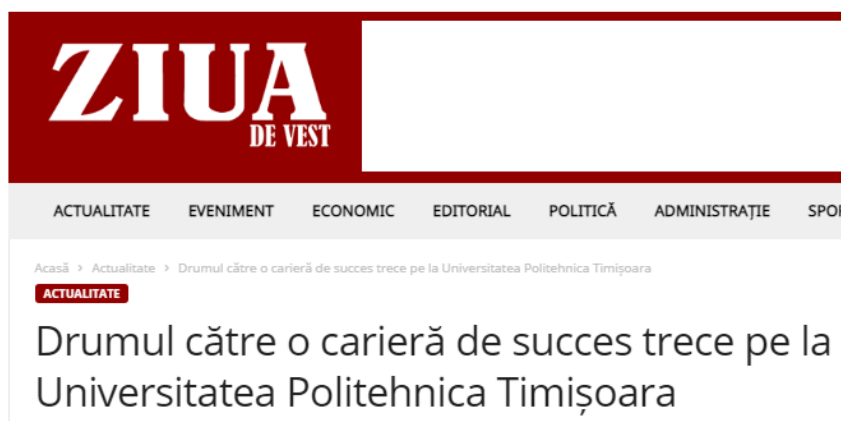 ZIUA
DE VEST
ACTUALITATE EVENIMENT ECONOMIC EDITORIAL POLITICĂ ADMINISTRAȚIE SPO
Acasă › Actualitate › Drumul către o carieră de succes trece pe la Universitatea Politehnica Timișoara
ACTUALITATE
Drumul către o carieră de succes trece pe la
Universitatea Politehnica Timișoara